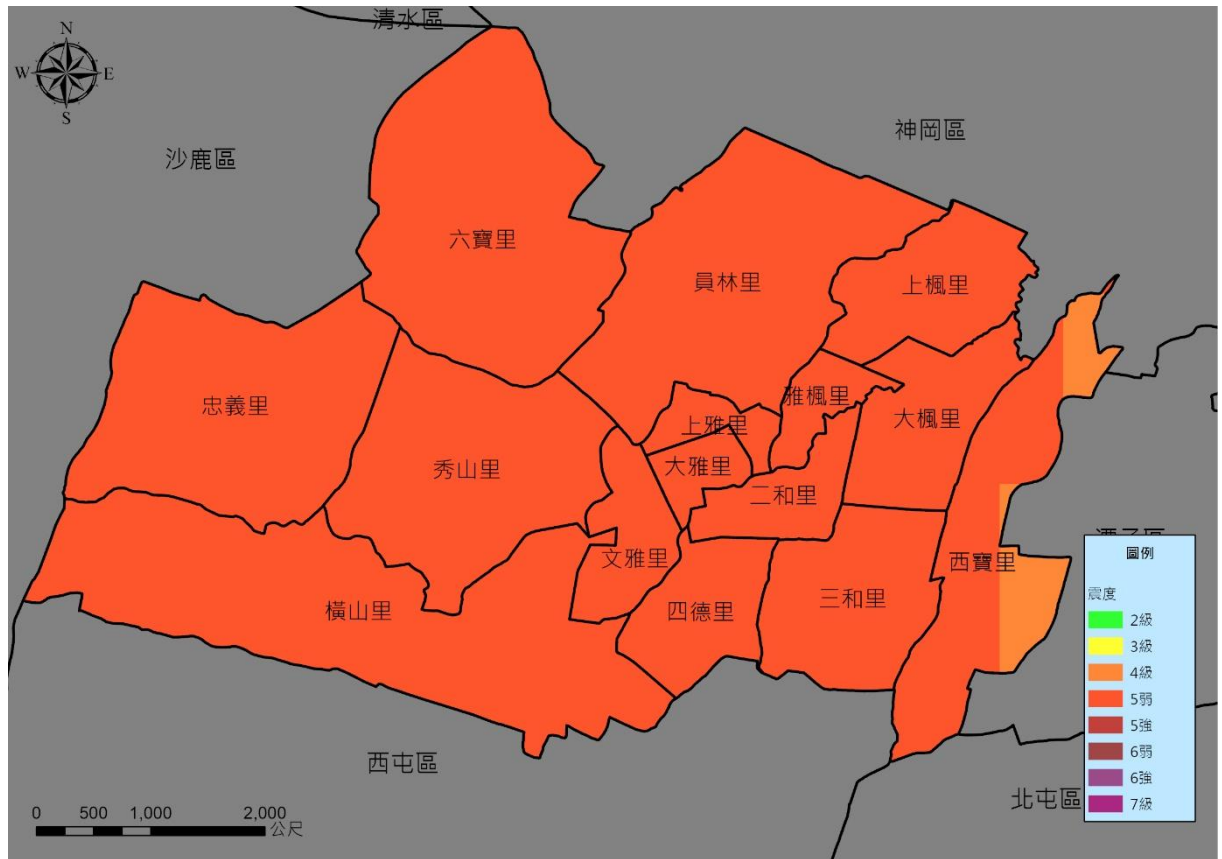 清水區
N
W
E
S
神岡區
沙鹿區
六寶里
員林里
上楓里
忠義里
雅楓里
大楓里
上雅里
秀山里
大雅里
二和里
文雅里
西寶里
橫山里
四德里
三和里
西屯區
北屯區
圖例
震度
2級
3級
4級
5弱
5強
6弱
6強
7級
0 500 1,000 2,000
公尺